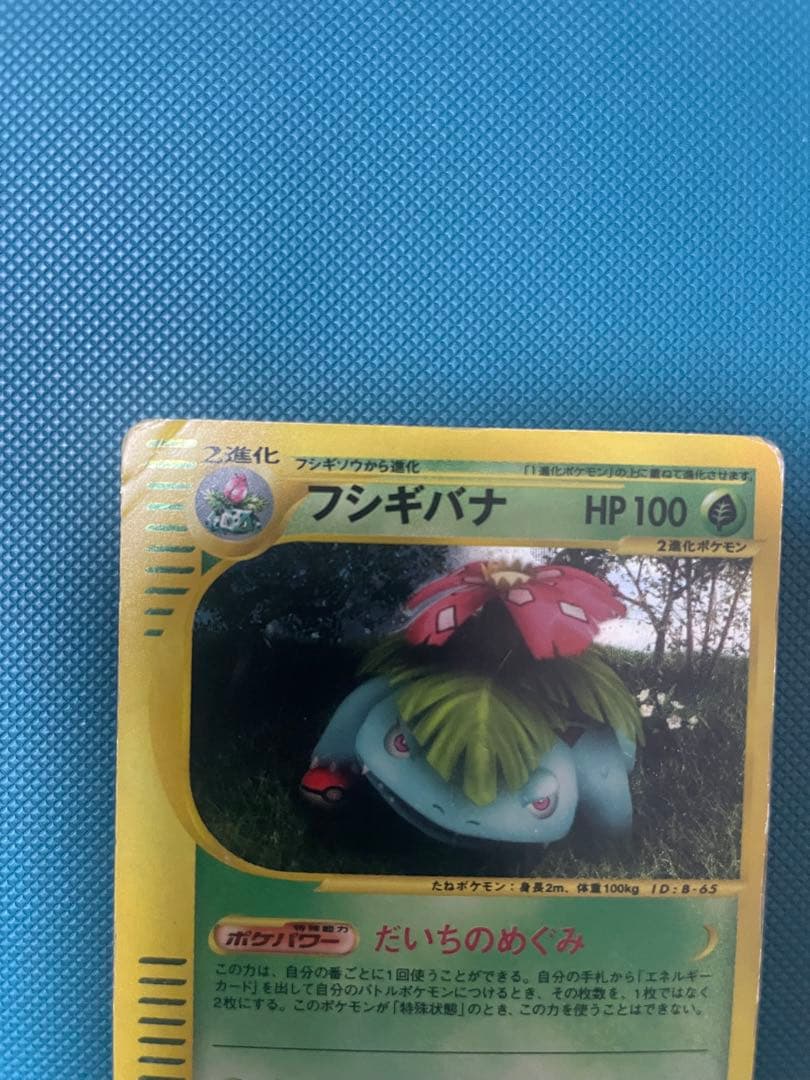 2進化
フシギソウから進化
「1進化ポケモン」の上に重ねて進化させます。
フシギバナ HP 100
2進化ポケモン
たねポケモン：身長2m、体重100kg ID：B-65
特殊能力
ポケパワー だいちのめぐみ
この力は、自分の番ごとに1回使うことができる。自分の手札から「エネルギー
カード」を出して自分のバトルポケモンにつけるとき、その枚数を、1枚ではなく
2枚にする。このポケモンが「特殊状態」のとき、この力を使うことはできない。